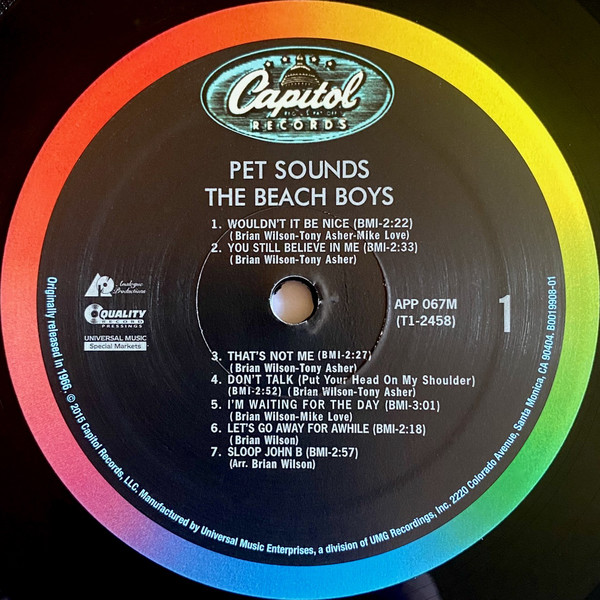 Capitol
RECORDS
PET SOUNDS
THE BEACH BOYS
1. WOULDN'T IT BE NICE (BMI-2:22)
(Brian Wilson-Tony Asher-Mike Love)
2. YOU STILL BELIEVE IN ME (BMI-2:33)
(Brian Wilson-Tony Asher)
AP Analogue
Productions
QUALITY
RECORD
PRESSINGS
UNIVERSAL MUSIC
Special Markets
APP 067M
(T1-2458)
1
3. THAT'S NOT ME (BMI-2:27)
4. DON'T TALK (Put Your Head On My Shoulder)
(BMI-2:52) (Brian Wilson-Tony Asher)
5. I'M WAITING FOR THE DAY (BMI-3:01)
(Brian Wilson-Mike Love)
6. LET'S GO AWAY FOR AWHILE (BMI-2:18)
(Brian Wilson)
7. SLOOP JOHN B (BMI-2:57)
(Arr. Brian Wilson)
Originally released in 1966. © 2015 Capitol Records, LLC. Manufactured by Universal Music Enterprises, a division of UMG Recordings, Inc. 2220 Colorado Avenue, Santa Monica, CA 90404. B0019908-01